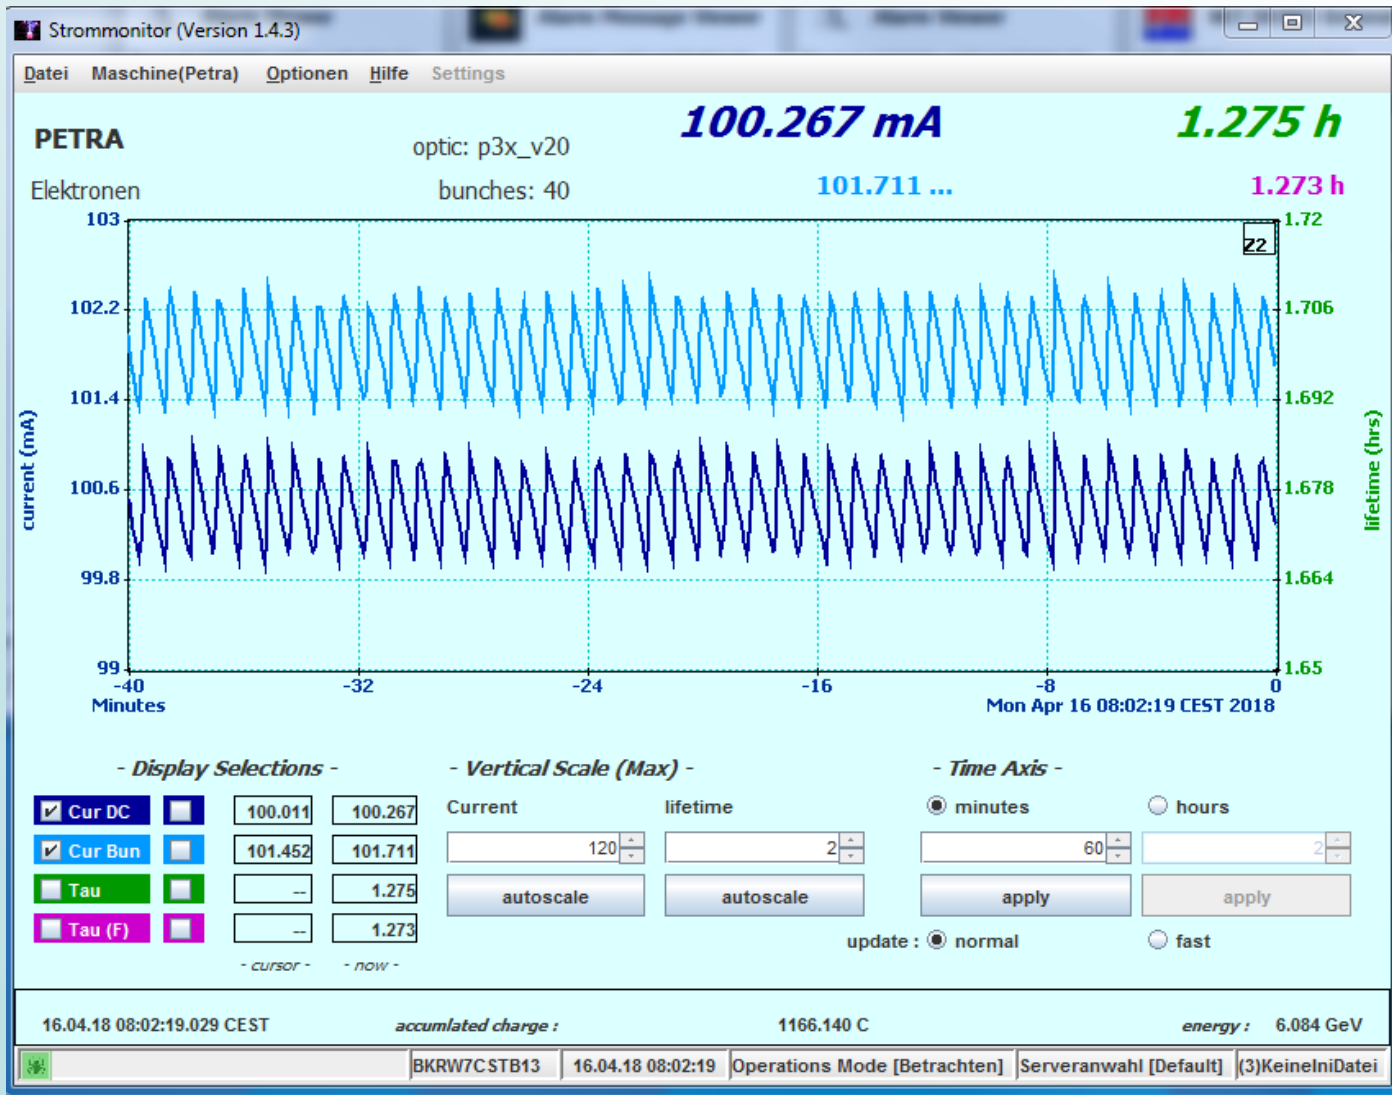 Alarm Viewer Alarm Message Viewer Alarm Viewer
Strommonitor (Version 1.4.3)
Datei Maschine(Petra) Optionen Hilfe Settings
100.267 mA 1.275 h
PETRA optic: p3x_v20
Elektronen bunches: 40 101.711 ... 1.273 h
103 1.72
Z2
102.2 1.706
101.4 1.692
current (mA) lifetime (hrs)
100.6 1.678
99.8 1.664
99 1.65
-40 -32 -24 -16 -8 0
Minutes Mon Apr 16 08:02:19 CEST 2018
- Display Selections - - Vertical Scale (Max) - - Time Axis -
Cur DC 100.011 100.267 Current lifetime minutes hours
Cur Bun 101.452 101.711 120 2 60 2
Tau -- 1.275 autoscale autoscale apply apply
Tau (F) -- 1.273 update : normal fast
- cursor - - now -
16.04.18 08:02:19.029 CEST accumlated charge : 1166.140 C energy : 6.084 GeV
BKRW7CSTB13 16.04.18 08:02:19 Operations Mode [Betrachten] Serveranwahl [Default] (3)KeineIniDatei